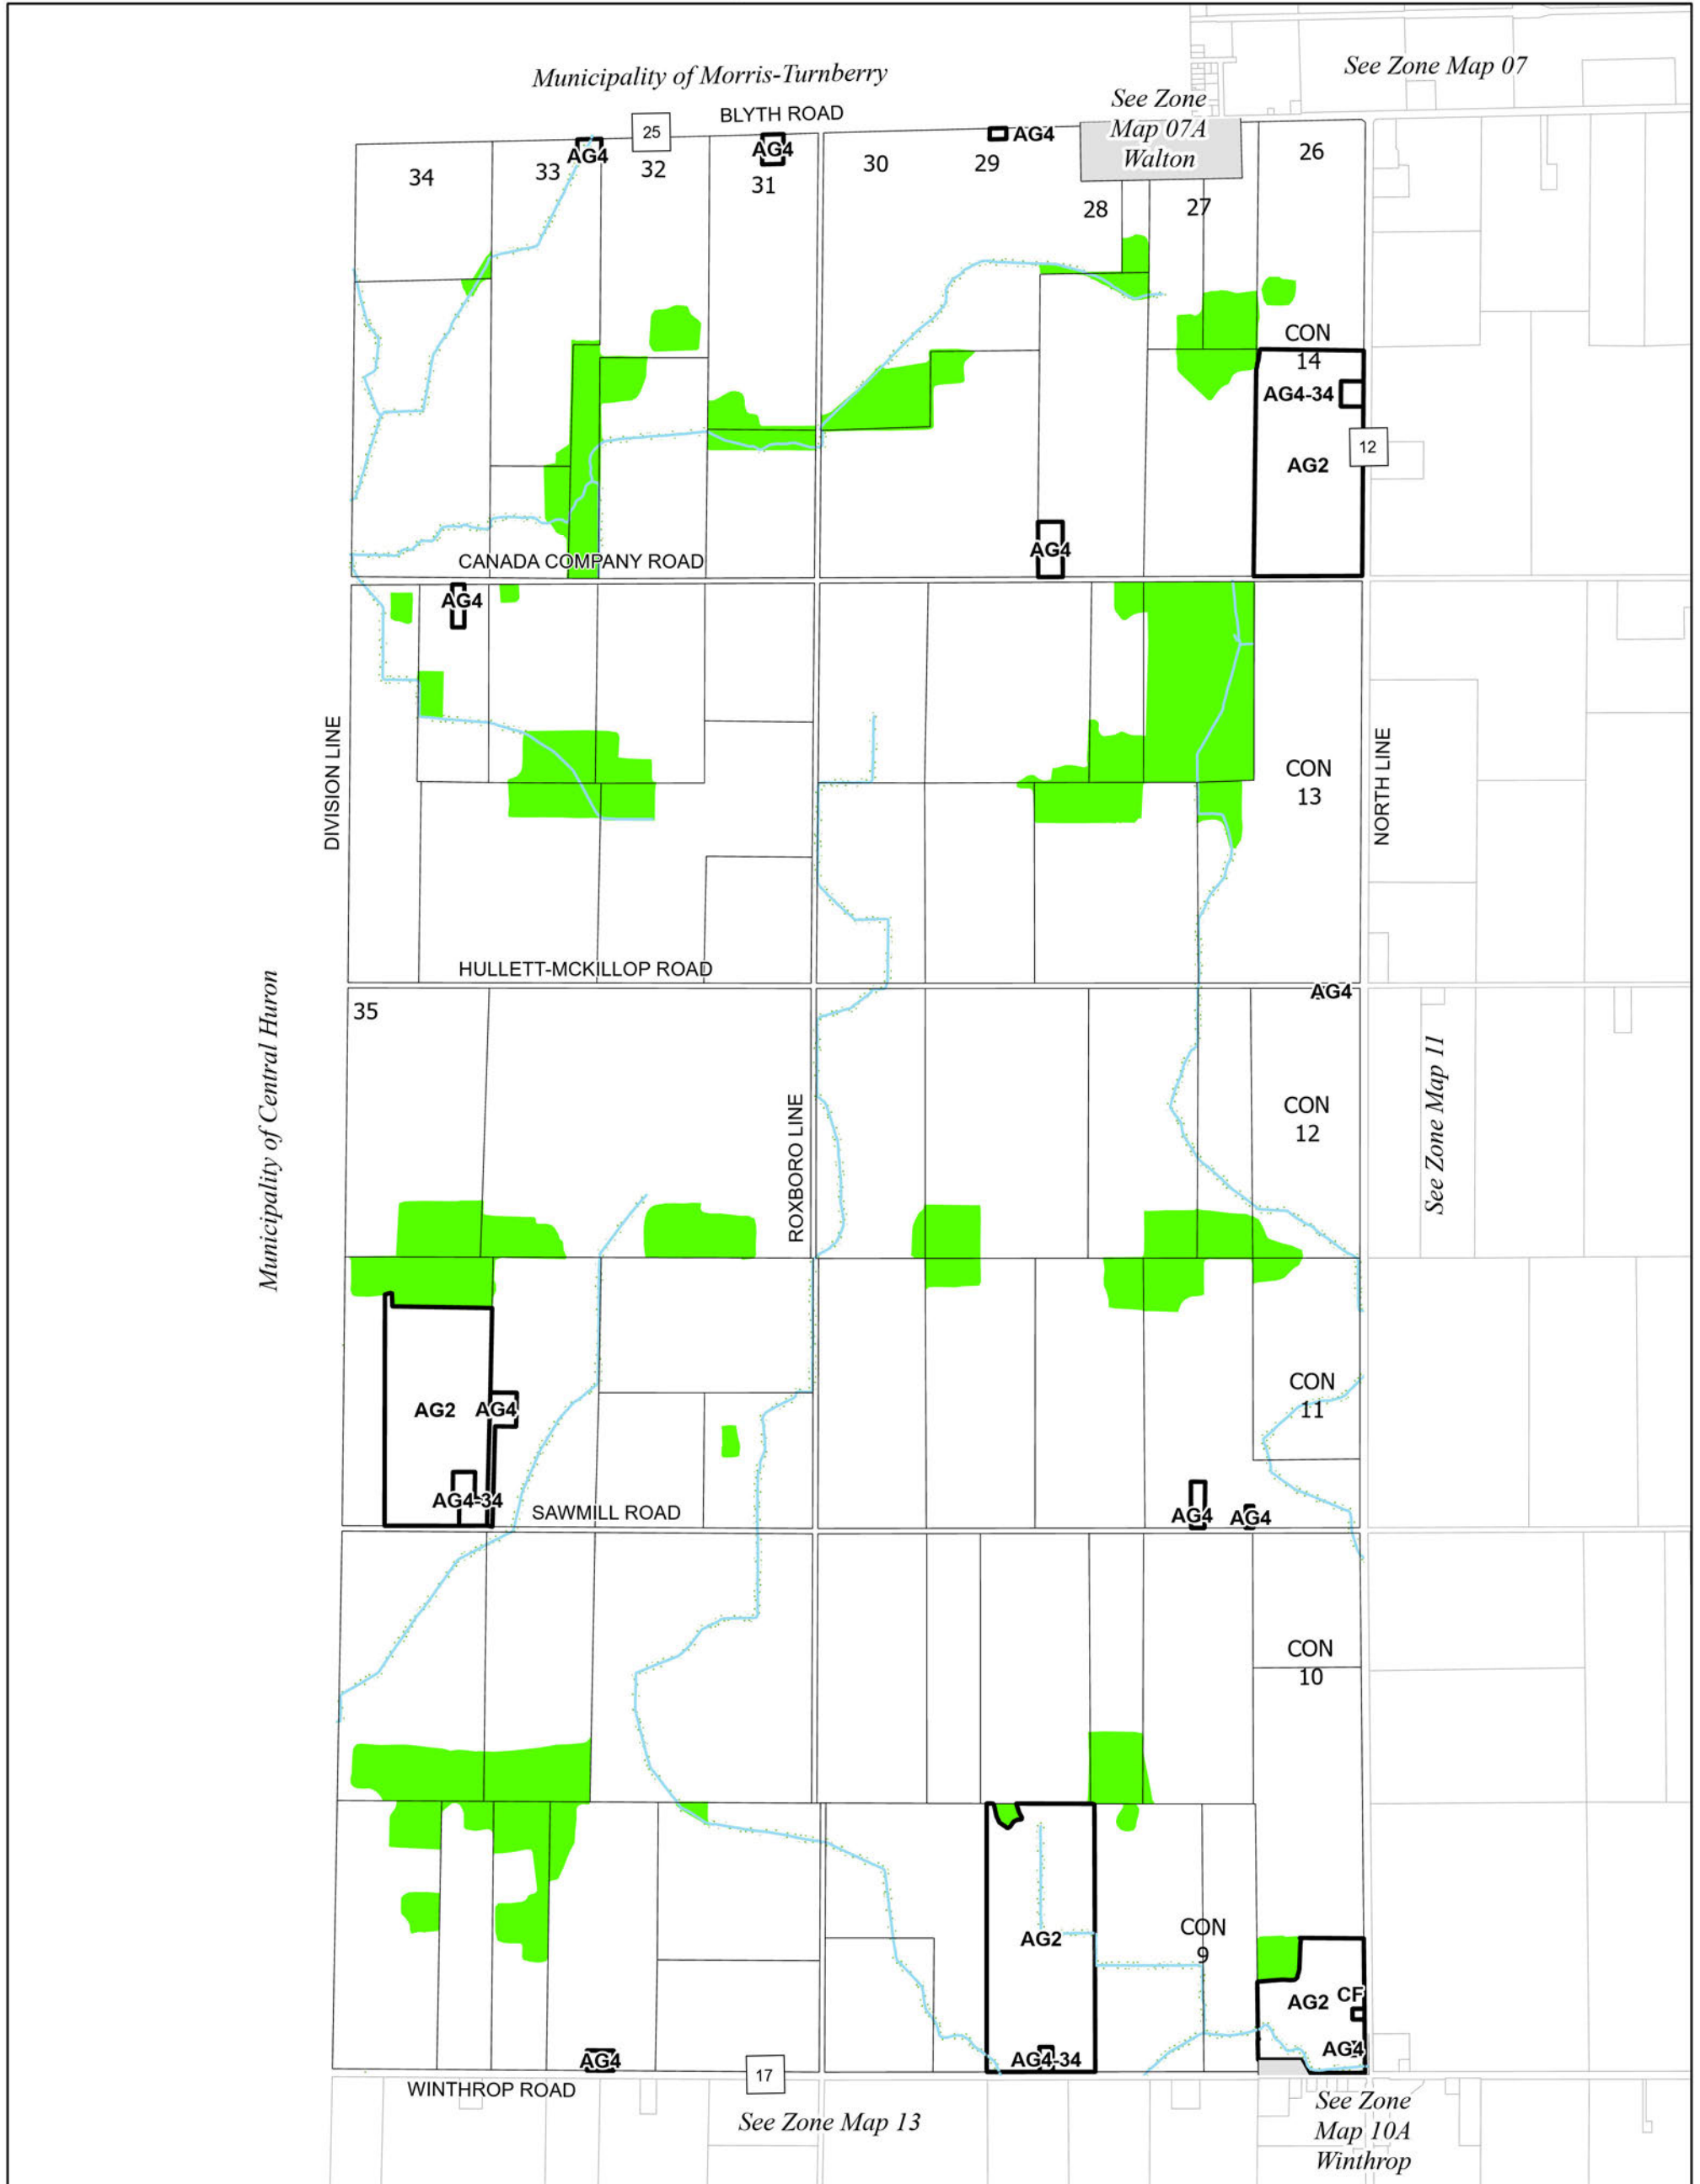 See Zone Map 07
Municipality of Morris-Turnberry
See Zone
Map 07A
Walton
BLYTH ROAD
25
AG4
AG4
AG4
34
33
32
31
30
29
28
27
26
CON
14
AG4-34
12
AG2
AG4
CANADA COMPANY ROAD
AG4
DIVISION LINE
NORTH LINE
CON
13
HULLETT-MCKILLOP ROAD
AG4
35
Municipality of Central Huron
ROXBORO LINE
See Zone Map 11
CON
12
CON
11
AG2
AG4
AG4-34
SAWMILL ROAD
AG4
AG4
CON
10
CON
9
AG2
AG2
CF
AG4
AG4-34
AG4
17
WINTHROP ROAD
See Zone Map 13
See Zone
Map 10A
Winthrop